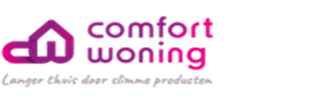 comfort
woning
Langer thuis door slimme producten